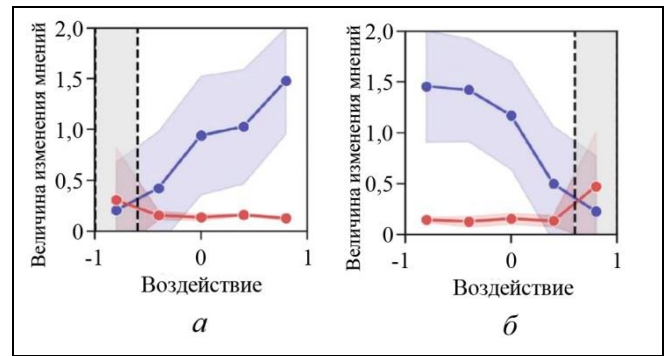 Величина изменения мнений
2,0
1,5
1,0
0,5
0
-1
0
1
Воздействие
а
Величина изменения мнений
2,0
1,5
1,0
0,5
0
-1
0
1
Воздействие
б